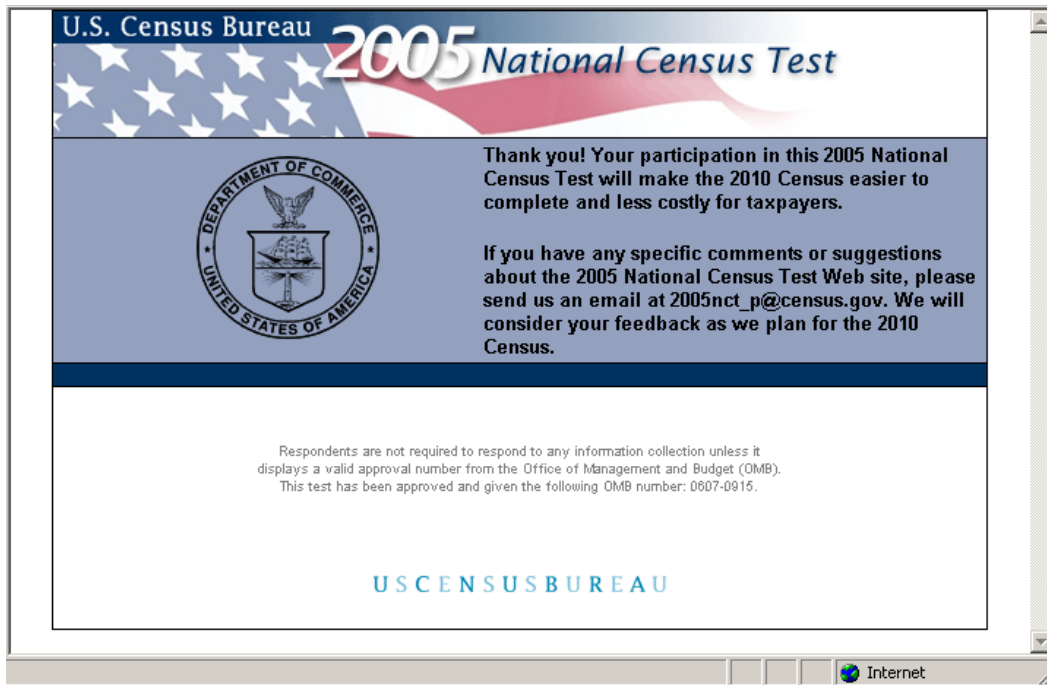 U.S. Census Bureau
2005 National Census Test
DEPARTMENT OF COMMERCE
UNITED STATES OF AMERICA
Thank you! Your participation in this 2005 National
Census Test will make the 2010 Census easier to
complete and less costly for taxpayers.
If you have any specific comments or suggestions
about the 2005 National Census Test Web site, please
send us an email at 2005nct_p@census.gov. We will
consider your feedback as we plan for the 2010
Census.
Respondents are not required to respond to any information collection unless it
displays a valid approval number from the Office of Management and Budget (OMB).
This test has been approved and given the following OMB number: 0607-0915.
USCENSUSBUREAU
Internet